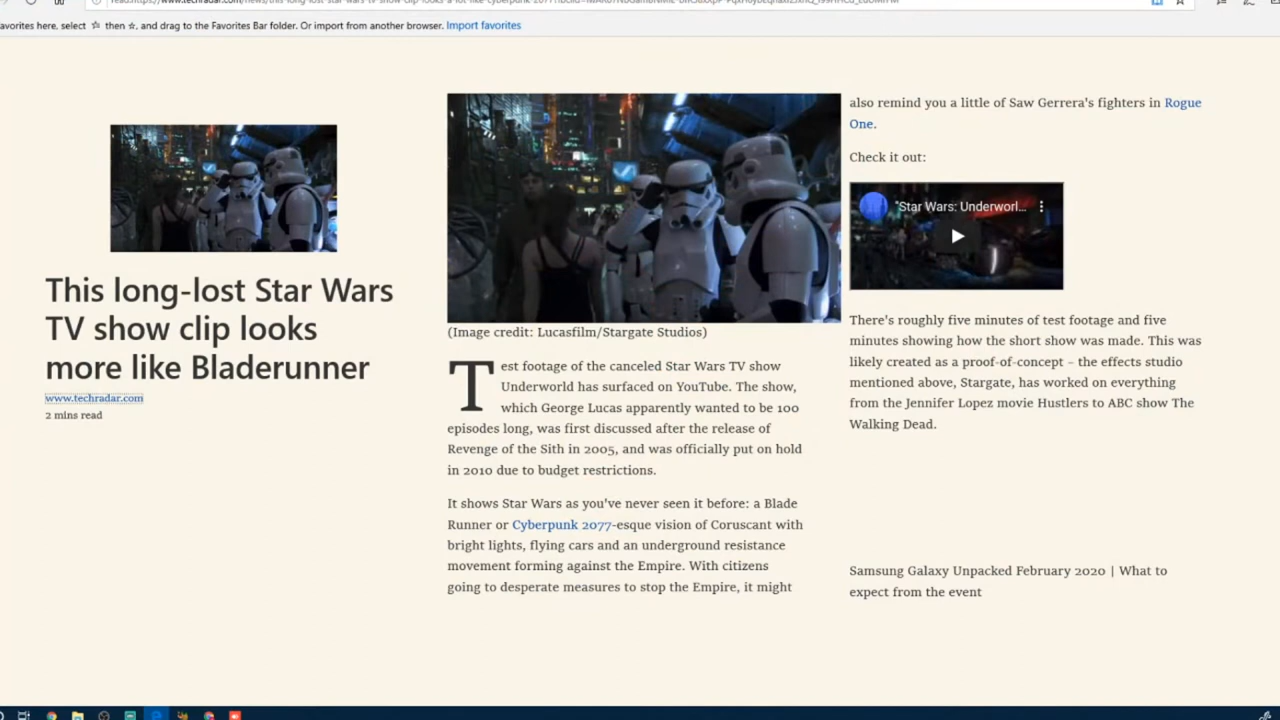 avorites here, select ☆ then ☆, and drag to the Favorites Bar folder. Or import from another browser. Import favorites
This long-lost Star Wars
TV show clip looks
more like Bladerunner
www.techradar.com
2 mins read
(Image credit: Lucasfilm/Stargate Studios)
Test footage of the canceled Star Wars TV show
Underworld has surfaced on YouTube. The show,
which George Lucas apparently wanted to be 100
episodes long, was first discussed after the release of
Revenge of the Sith in 2005, and was officially put on hold
in 2010 due to budget restrictions.
It shows Star Wars as you've never seen it before: a Blade
Runner or Cyberpunk 2077-esque vision of Coruscant with
bright lights, flying cars and an underground resistance
movement forming against the Empire. With citizens
going to desperate measures to stop the Empire, it might
also remind you a little of Saw Gerrera's fighters in Rogue
One.
Check it out:
"Star Wars: Underworl...
There's roughly five minutes of test footage and five
minutes showing how the short show was made. This was
likely created as a proof-of-concept – the effects studio
mentioned above, Stargate, has worked on everything
from the Jennifer Lopez movie Hustlers to ABC show The
Walking Dead.
Samsung Galaxy Unpacked February 2020 | What to
expect from the event